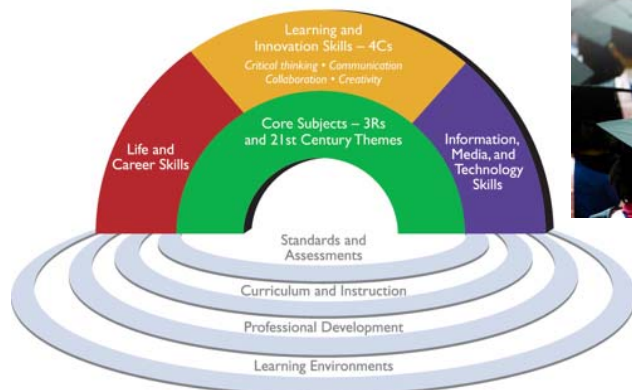 Learning and
Innovation Skills – 4Cs
Critical thinking • Communication
Collaboration • Creativity
Core Subjects – 3Rs
and 21st Century Themes
Life and
Career Skills
Information,
Media, and
Technology
Skills
Standards and
Assessments
Curriculum and Instruction
Professional Development
Learning Environments